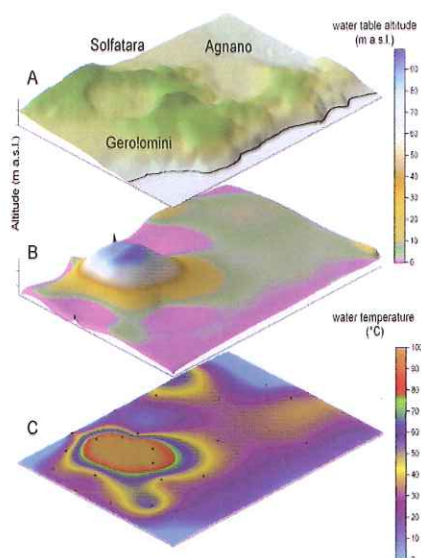 water table altitude
(m a.s.l.)
Solfatara
Agnano
A
90
80
70
60
50
40
30
20
10
0
Gerolomini
Altitude (m a.s.l.)
B
water temperature
(°C)
C
100
90
80
70
60
50
40
30
20
10
0